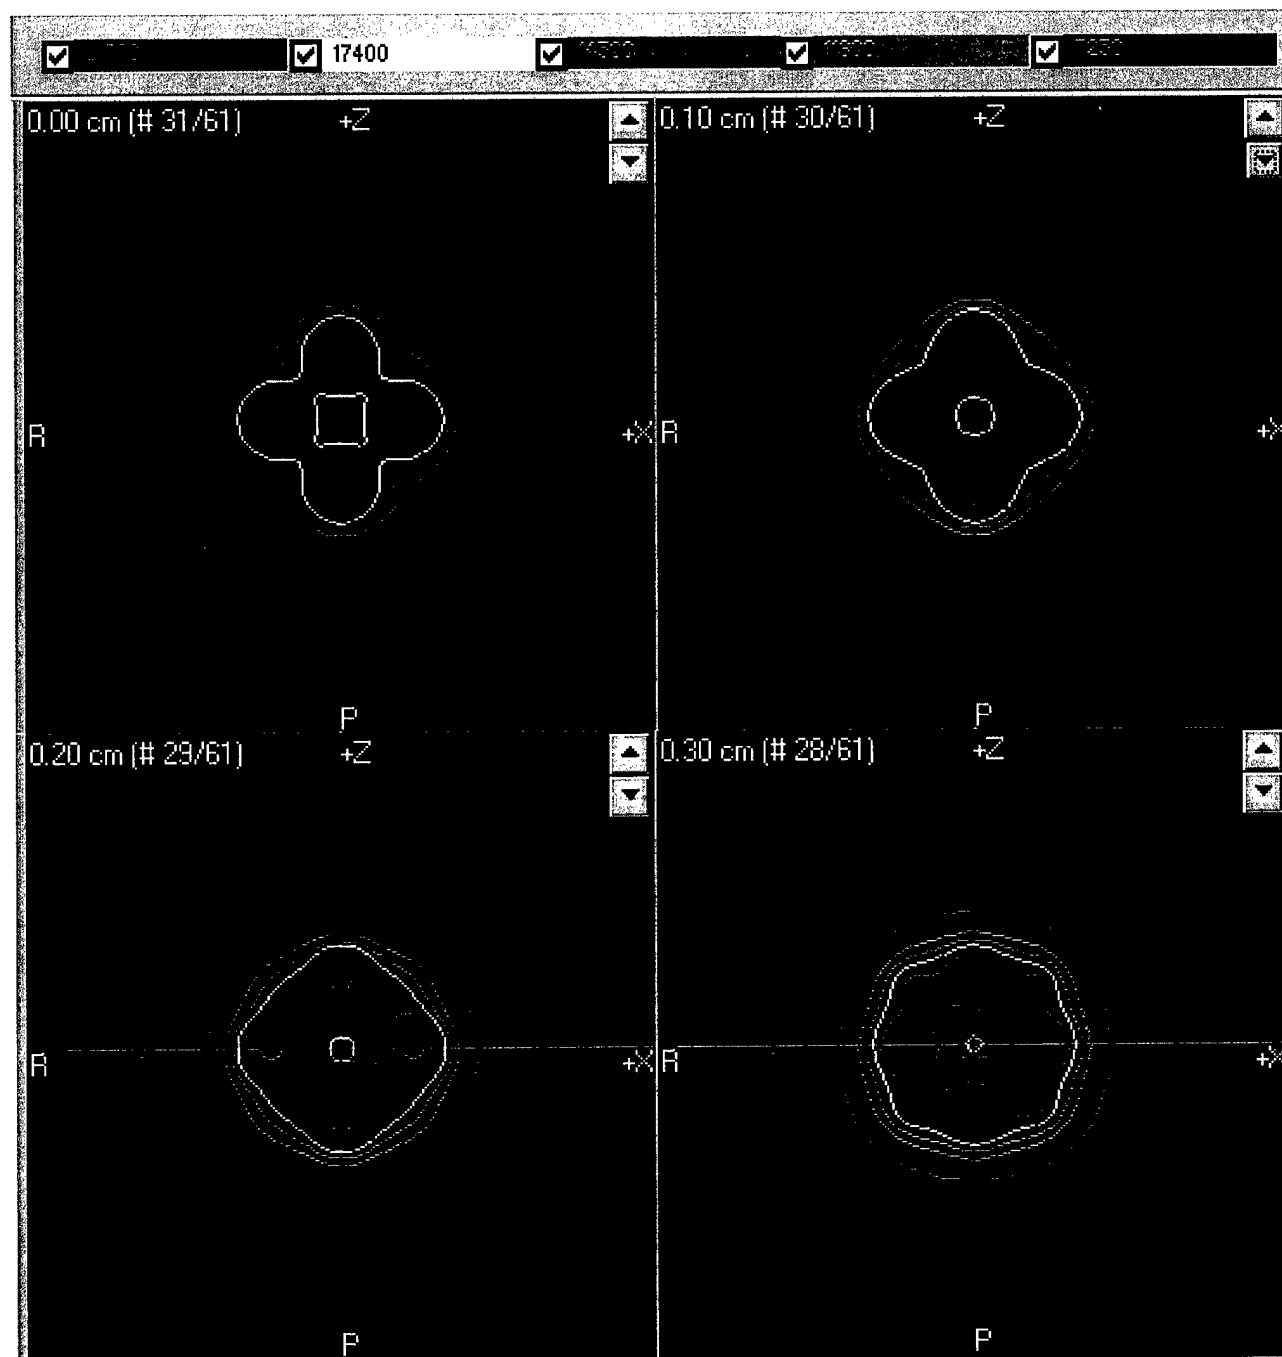 17400
0.00 cm (# 31/61) +Z
R +X
P
0.10 cm (# 30/61) +Z
R +X
P
0.20 cm (# 29/61) +Z
R +X
P
0.30 cm (# 28/61) +Z
R +X
P